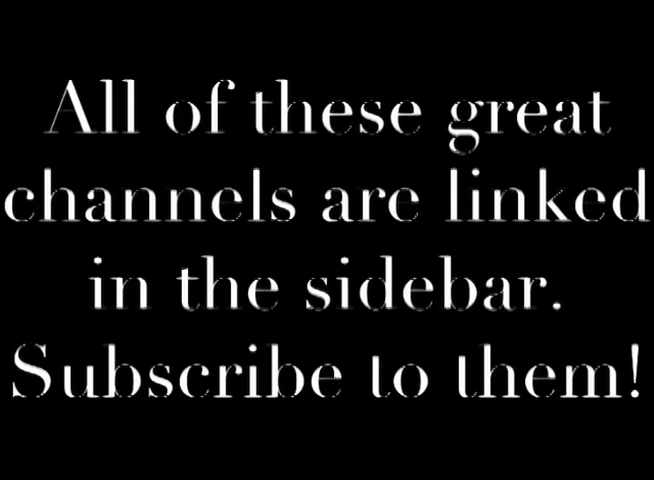 All of these great
channels are linked
in the sidebar.
Subscribe to them!